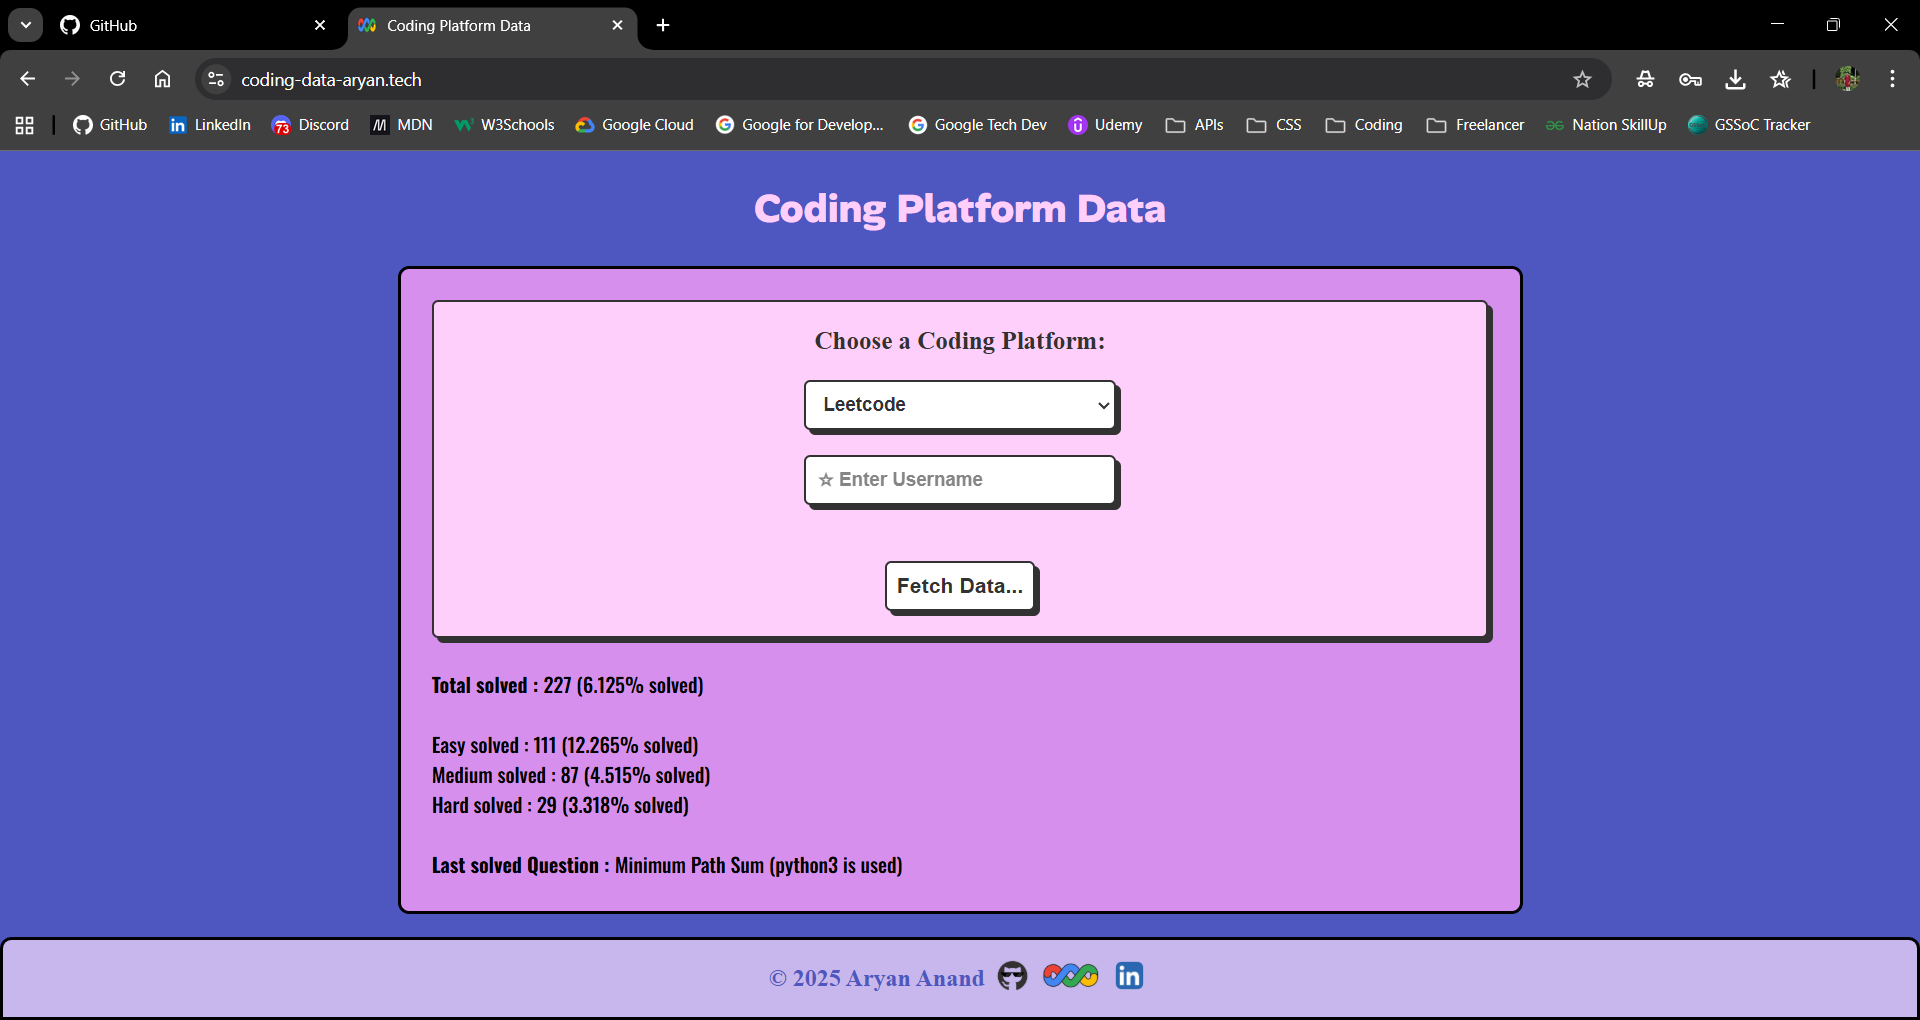 GitHub
Coding Platform Data
coding-data-aryan.tech
GitHub LinkedIn 73 Discord MDN W3Schools Google Cloud Google for Develop... Google Tech Dev Udemy APIs CSS Coding Freelancer Nation SkillUp GSSoC Tracker
Coding Platform Data
Choose a Coding Platform:
Leetcode
☆ Enter Username
Fetch Data...
Total solved : 227 (6.125% solved)
Easy solved : 111 (12.265% solved)
Medium solved : 87 (4.515% solved)
Hard solved : 29 (3.318% solved)
Last solved Question : Minimum Path Sum (python3 is used)
© 2025 Aryan Anand in